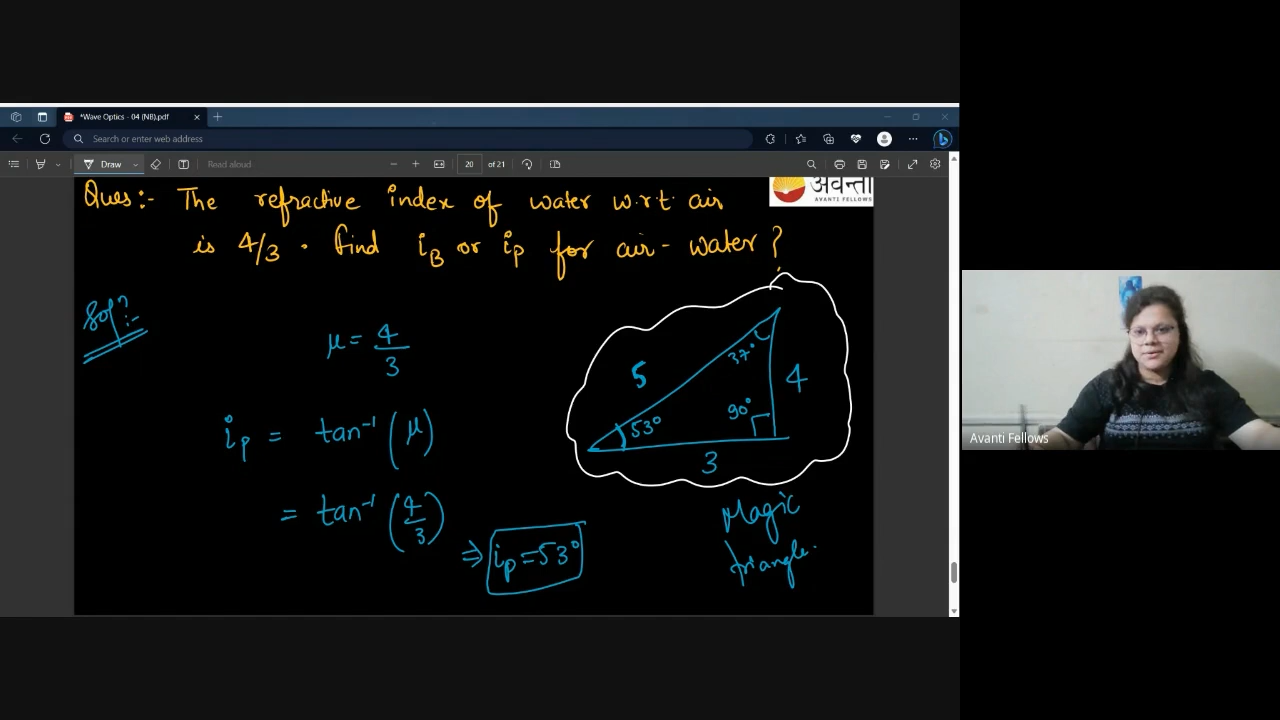 *Wave Optics - 04 (NB).pdf
Search or enter web address
Draw
Read aloud
20 of 21
अवन्ती
AVANTI FELLOWS
Ques:- The refractive index of water w.r.t. air
is 4/3. find iB or ip for air-water?
Sol?:-
μ = 4/3
ip = tan⁻¹ (μ)
= tan⁻¹ (4/3)
⇒ ip = 53°
5
37°
4
53°
90°
3
Magic
triangle.
Avanti Fellows